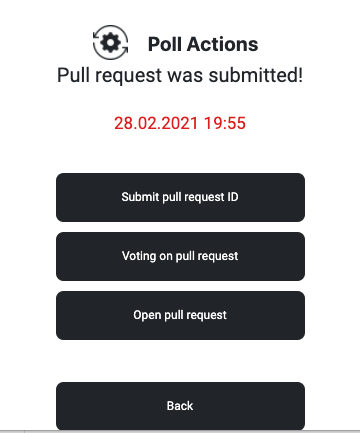 Poll Actions
Pull request was submitted!
28.02.2021 19:55
Submit pull request ID
Voting on pull request
Open pull request
Back